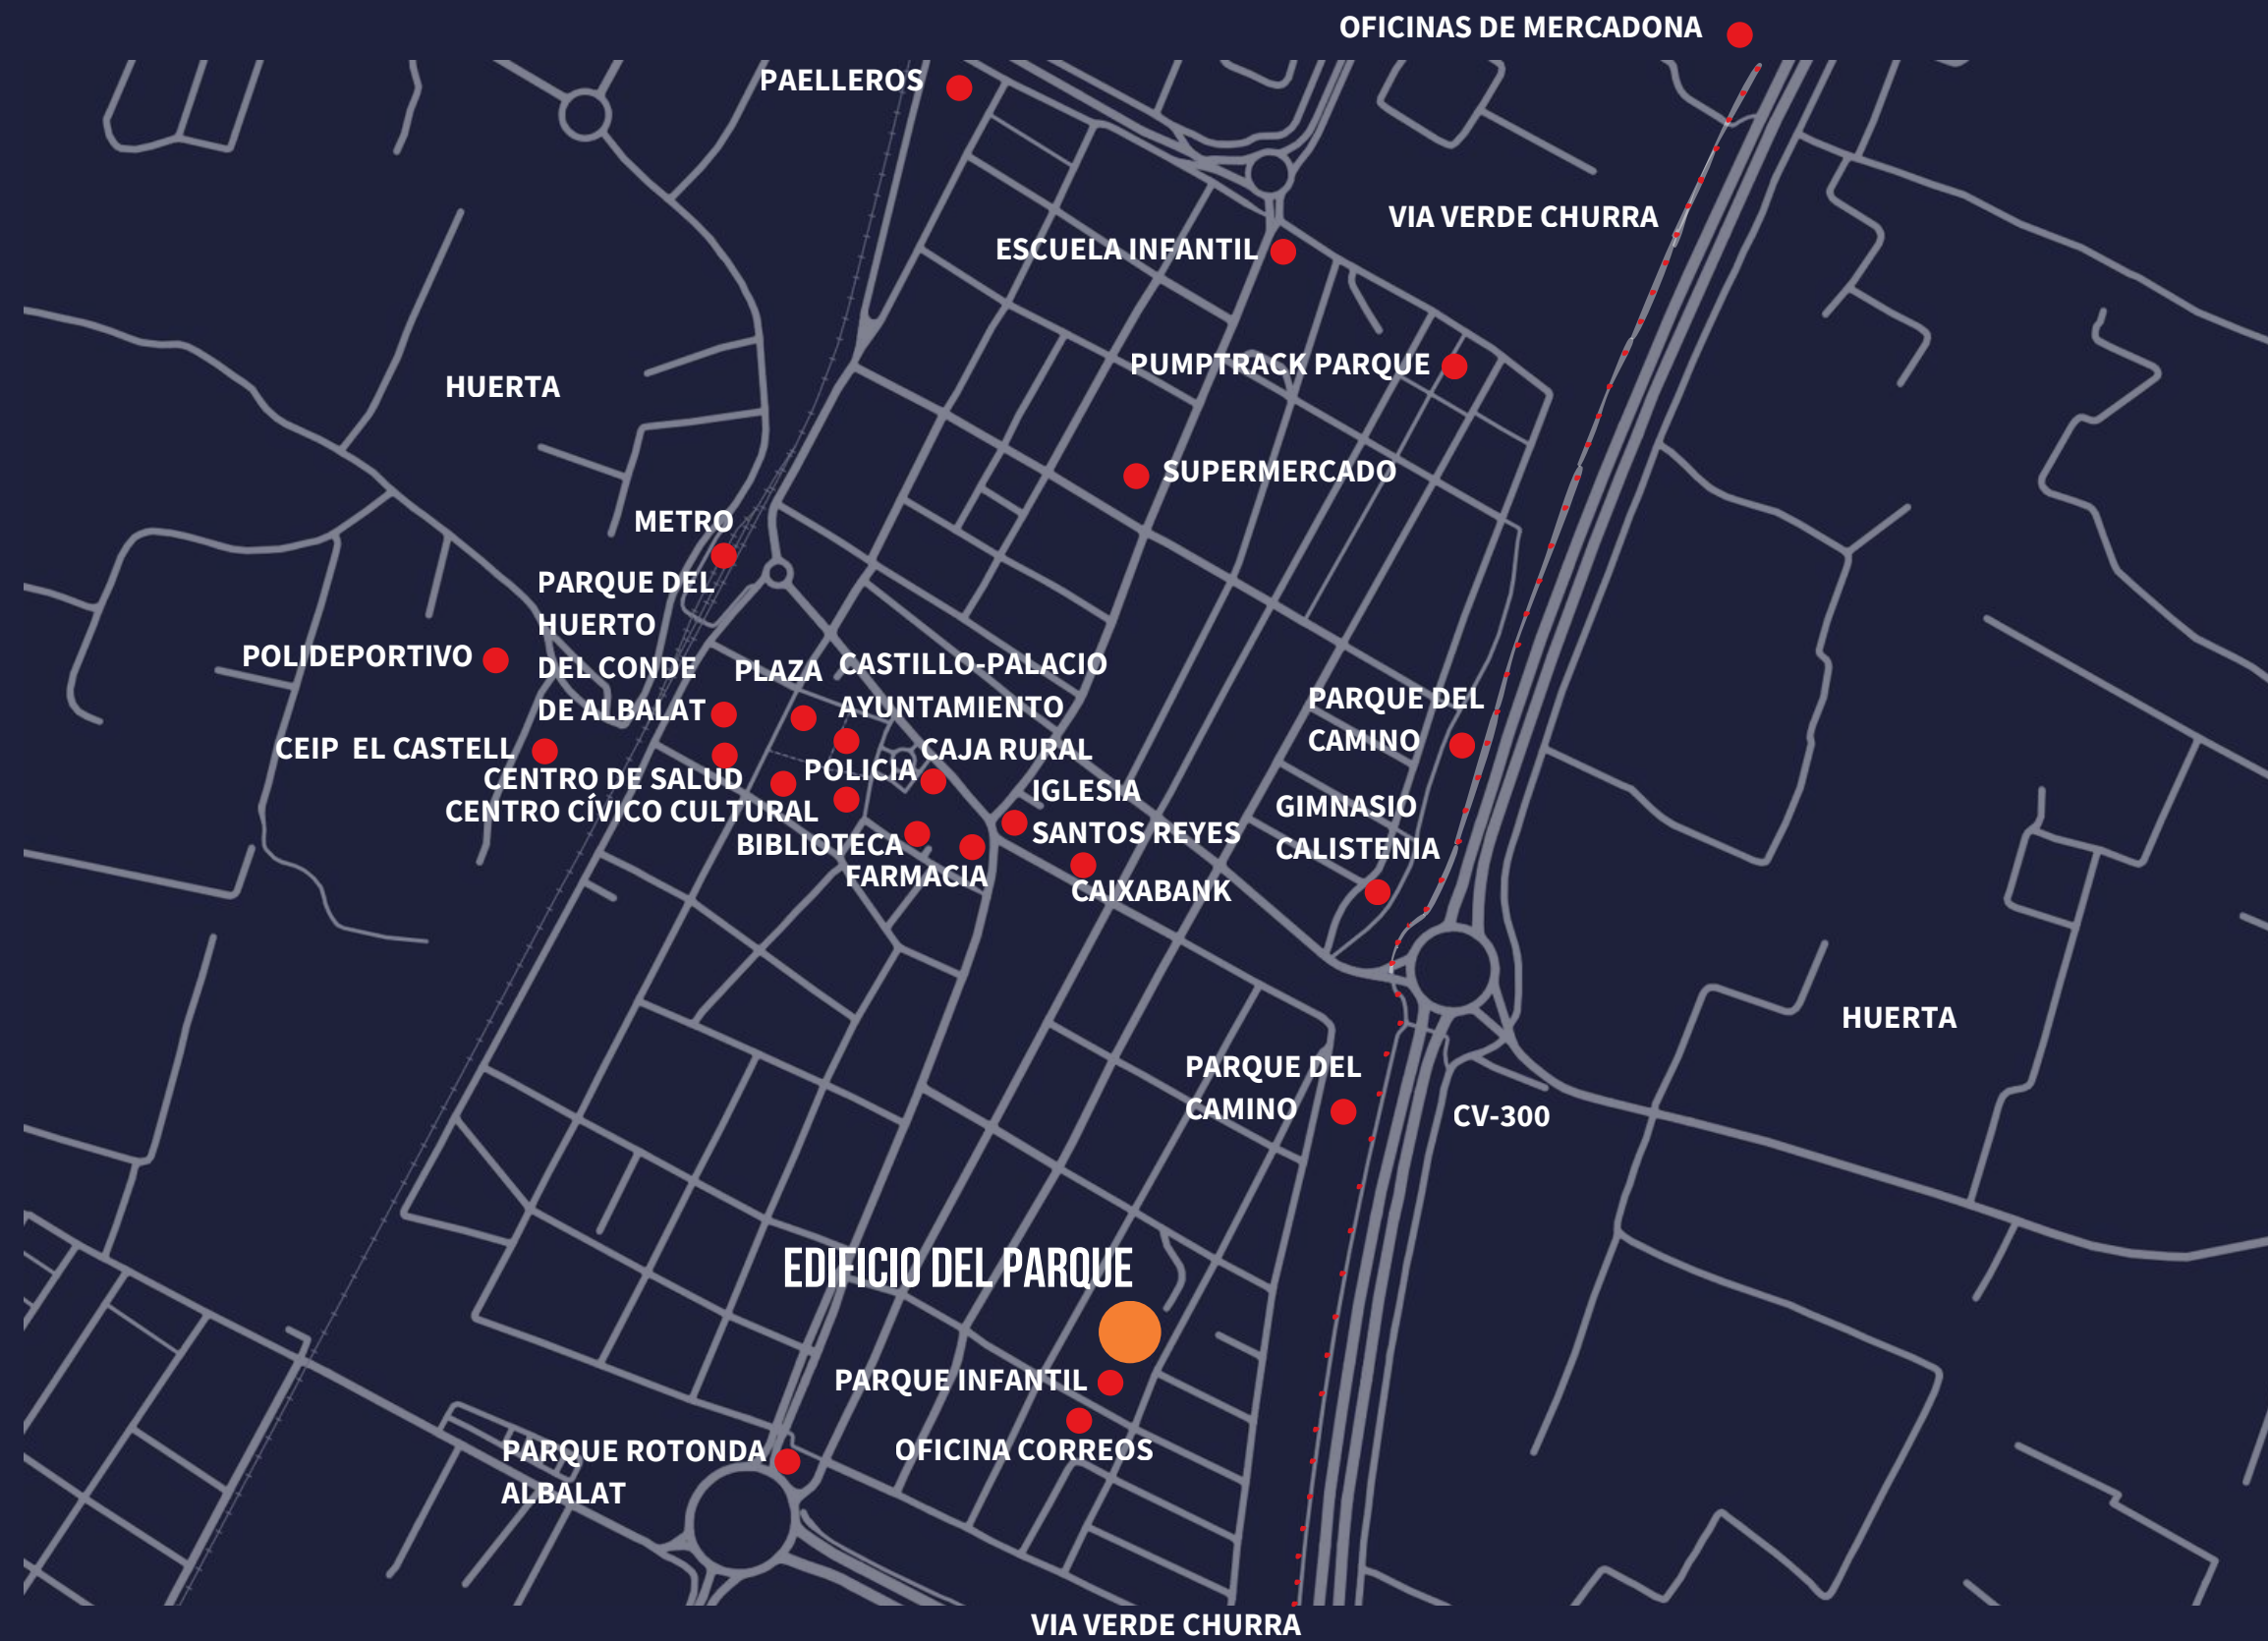 OFICINAS DE MERCADONA
PAELLEROS
VIA VERDE CHURRA
ESCUELA INFANTIL
PUMPTRACK PARQUE
HUERTA
SUPERMERCADO
METRO
PARQUE DEL
HUERTO
DEL CONDE
DE ALBALAT
POLIDEPORTIVO
PLAZA
CASTILLO-PALACIO
AYUNTAMIENTO
PARQUE DEL
CAMINO
CEIP EL CASTELL
CAJA RURAL
CENTRO DE SALUD
POLICIA
CENTRO CÍVICO CULTURAL
IGLESIA
SANTOS REYES
GIMNASIO
CALISTENIA
BIBLIOTECA
FARMACIA
CAIXABANK
HUERTA
PARQUE DEL
CAMINO
CV-300
EDIFICIO DEL PARQUE
PARQUE INFANTIL
OFICINA CORREOS
PARQUE ROTONDA
ALBALAT
VIA VERDE CHURRA